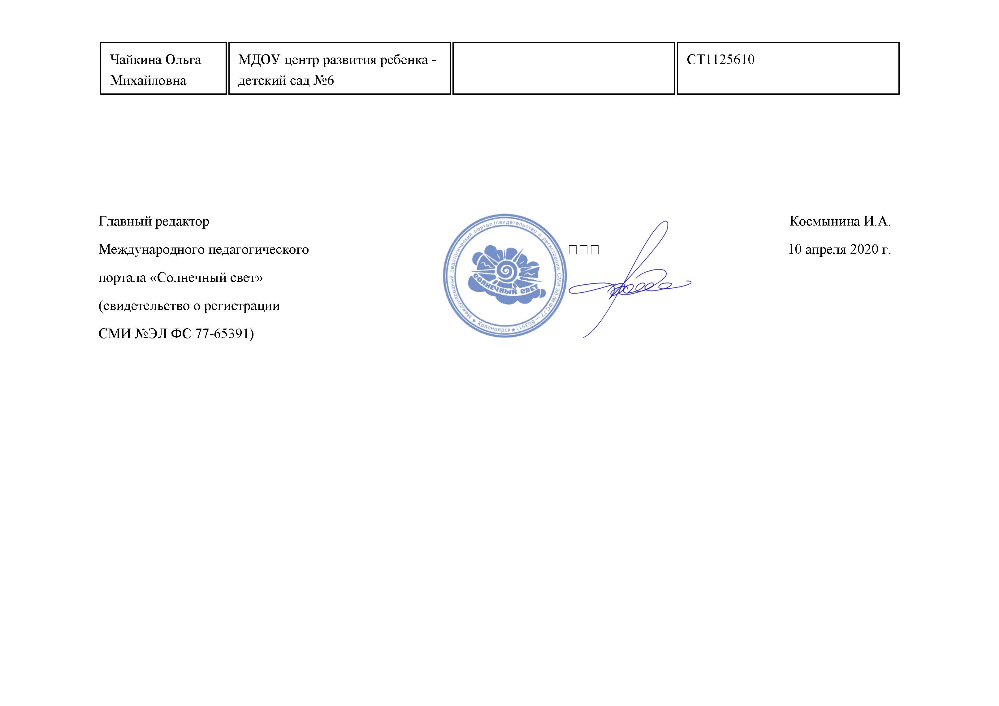 Чайкина Ольга
Михайловна
МДОУ центр развития ребенка -
детский сад №6
СТ1125610
Главный редактор
Международного педагогического
портала «Солнечный свет»
(свидетельство о регистрации
СМИ №ЭЛ ФС 77-65391)
★ Международный педагогический портал (свидетельство о регистрации СМИ ЭЛ № ФС 77 — 65391) ★ Красноярск
СОЛНЕЧНЫЙ СВЕТ
Космынина И.А.
10 апреля 2020 г.